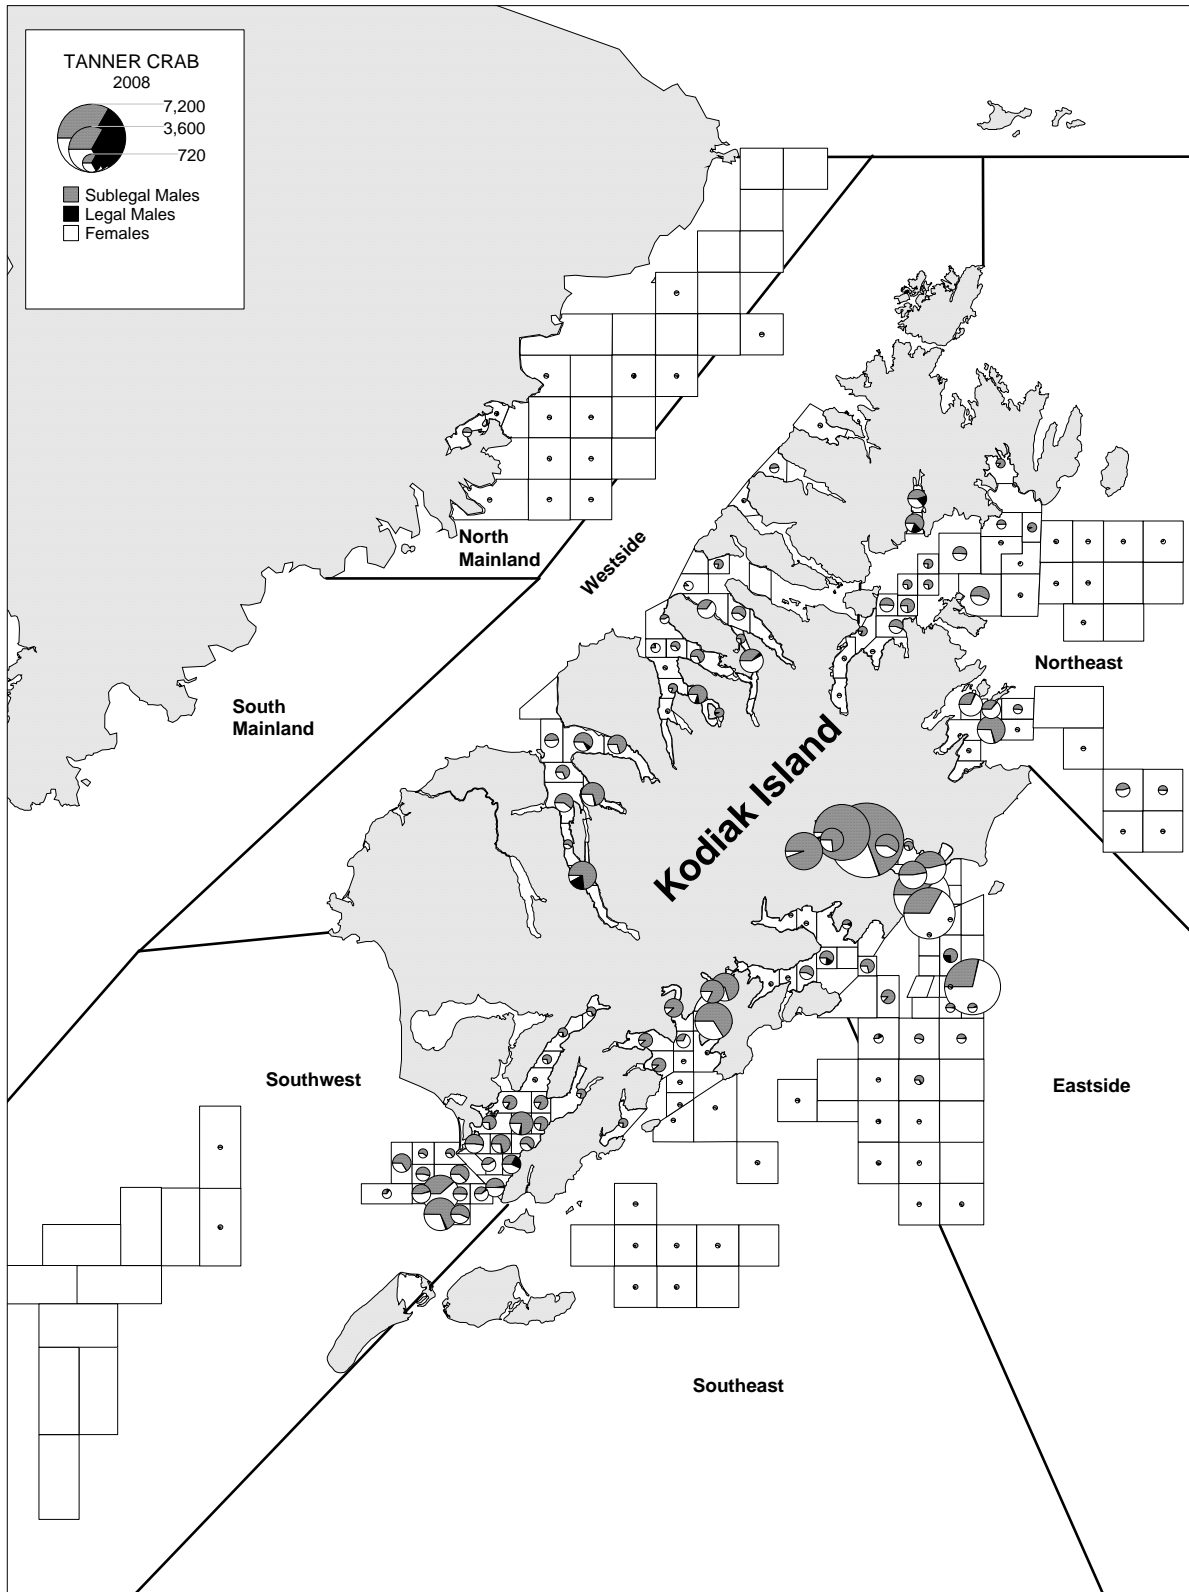 TANNER CRAB
2008
7,200
3,600
720
Sublegal Males
Legal Males
Females
North
Mainland
Westside
Northeast
South
Mainland
Kodiak Island
Southwest
Eastside
Southeast